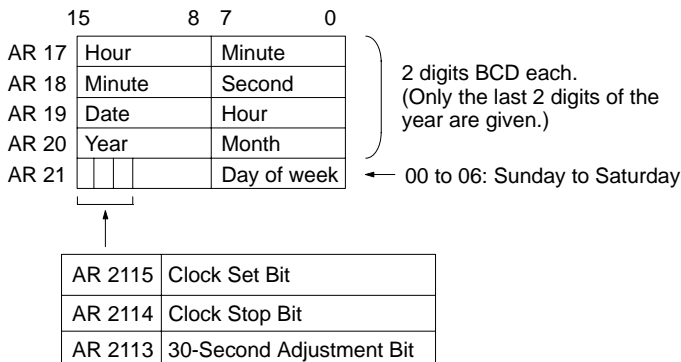 15 8 7 0
AR 17 Hour Minute
AR 18 Minute Second
AR 19 Date Hour
AR 20 Year Month
AR 21 Day of week
2 digits BCD each.
(Only the last 2 digits of the
year are given.)
00 to 06: Sunday to Saturday
AR 2115 Clock Set Bit
AR 2114 Clock Stop Bit
AR 2113 30-Second Adjustment Bit